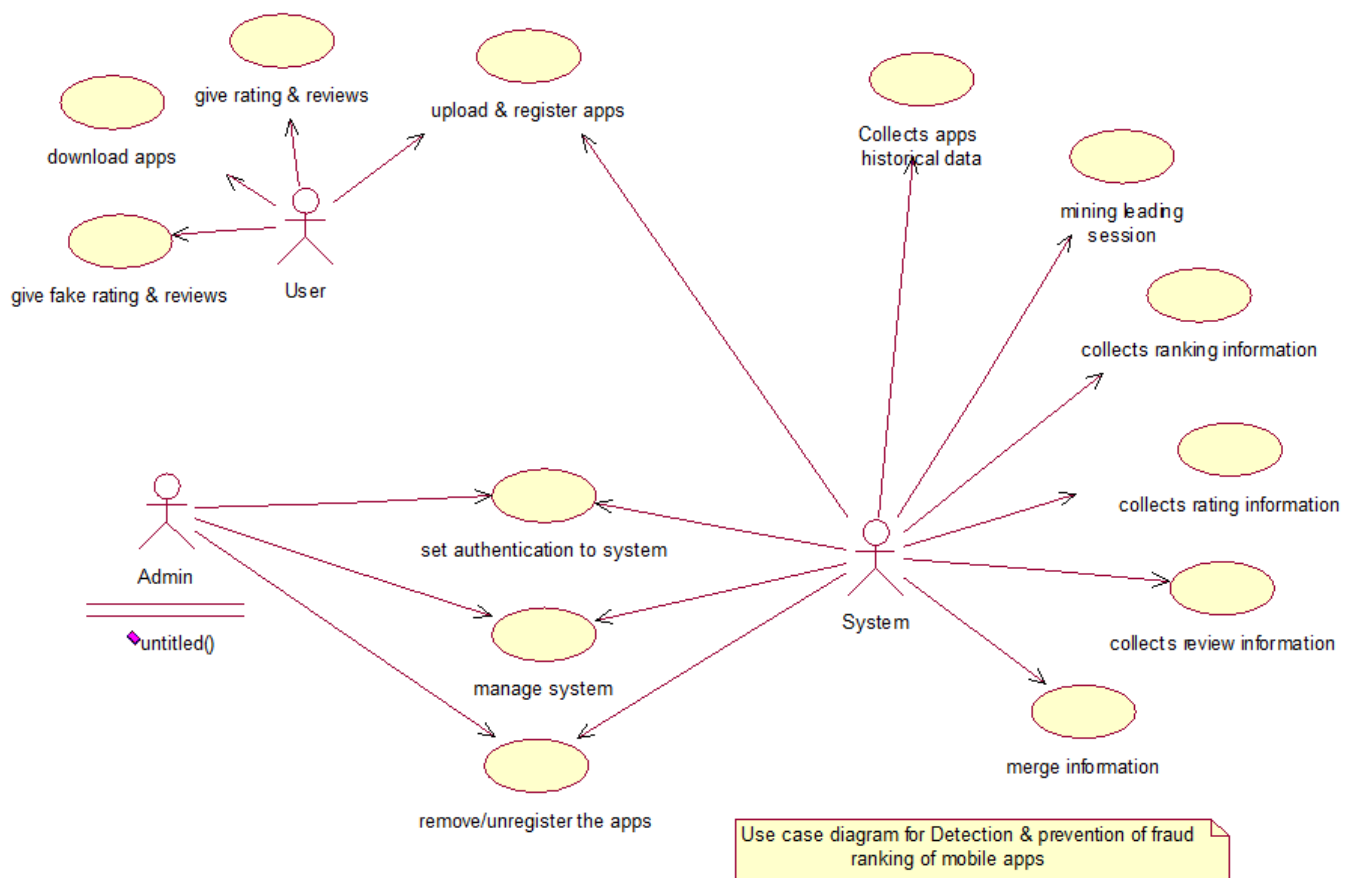 give rating & reviews
upload & register apps
download apps
Collects apps
historical data
mining leading
session
give fake rating & reviews
User
collects ranking information
collects rating information
set authentication to system
Admin
System
untitled()
collects review information
manage system
merge information
remove/unregister the apps
Use case diagram for Detection & prevention of fraud
ranking of mobile apps